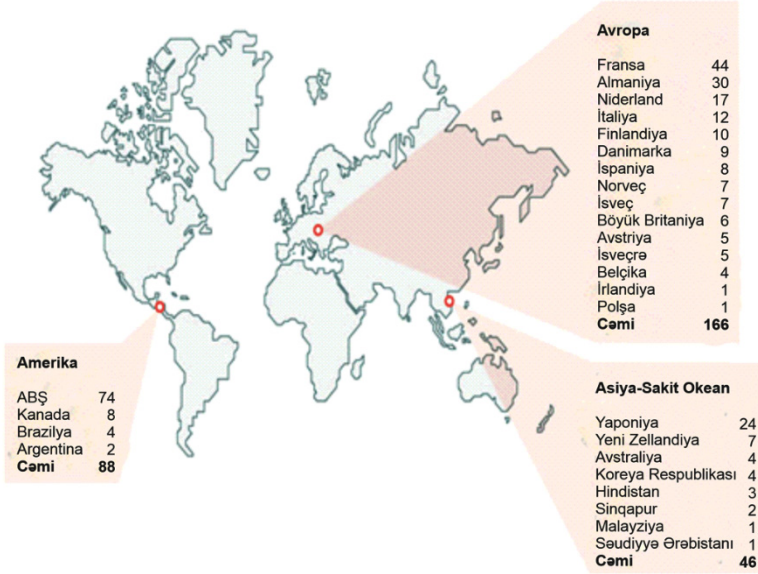 Avropa
Fransa 44
Almaniya 30
Niderland 17
İtaliya 12
Finlandiya 10
Danimarka 9
İspaniya 8
Norveç 7
İsveç 7
Böyük Britaniya 6
Avstriya 5
İsveçrə 5
Belçika 4
İrlandiya 1
Polşa 1
Cəmi 166
Amerika
ABŞ 74
Kanada 8
Brazilya 4
Argentina 2
Cəmi 88
Asiya-Sakit Okean
Yaponiya 24
Yeni Zellandiya 7
Avstraliya 4
Koreya Respublikası 4
Hindistan 3
Sinqapur 2
Malayziya 1
Səudiyyə Ərəbistanı 1
Cəmi 46